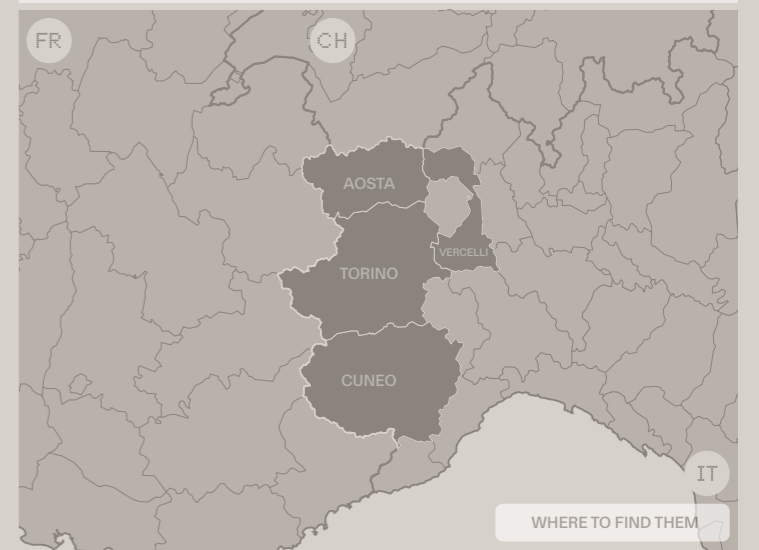 FR
CH
AOSTA
VERCELLI
TORINO
CUNEO
IT
WHERE TO FIND THEM